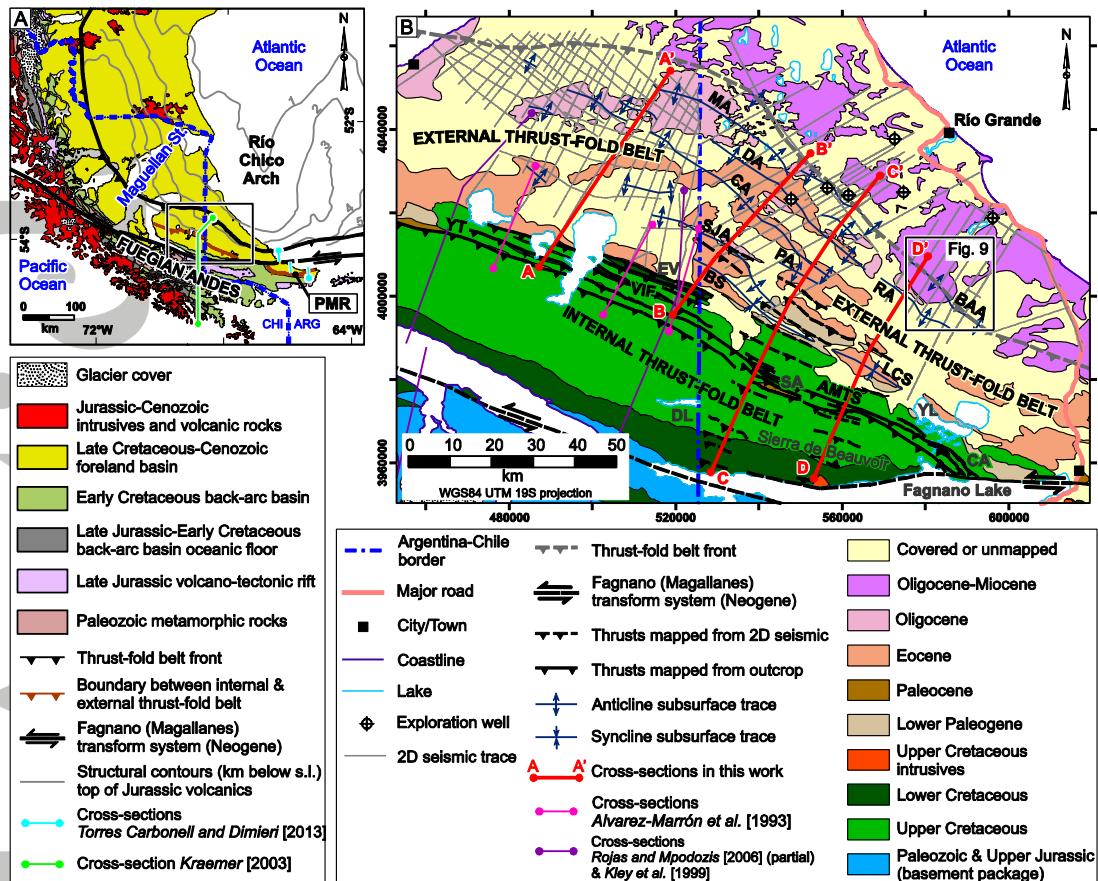 A
N
Atlantic
Ocean
52°S
Río
Chico
Arch
Maguellan St.
1
2
3
4
5
54°S
Pacific
Ocean
FUEGIAN ANDES
PMR
0 100
km
72°W
CHI ARG
64°W
Glacier cover
Jurassic-Cenozoic
intrusives and volcanic rocks
Late Cretaceous-Cenozoic
foreland basin
Early Cretaceous back-arc basin
Late Jurassic-Early Cretaceous
back-arc basin oceanic floor
Late Jurassic volcano-tectonic rift
Paleozoic metamorphic rocks
Thrust-fold belt front
Boundary between internal &
external thrust-fold belt
Fagnano (Magallanes)
transform system (Neogene)
Structural contours (km below s.l.)
top of Jurassic volcanics
Cross-sections
Torres Carbonell and Dimieri [2013]
Cross-section Kraemer [2003]
B
N
Atlantic
Ocean
Río Grande
A'
MA
B'
C'
DA
CA
EXTERNAL THRUST-FOLD BELT
SJA
PA
D'
Fig. 9
YT
A
EV
BS
VIF
B
RA
BAA
EXTERNAL THRUST-FOLD BELT
INTERNAL THRUST-FOLD BELT
LCS
SA
AMTS
DL
YL
Sierra de Beauvoir
CA
C
D
Fagnano Lake
0 10 20 30 40 50
km
WGS84 UTM 19S projection
4040000
4000000
3960000
480000 520000 560000 600000
Argentina-Chile
border
Major road
City/Town
Coastline
Lake
Exploration well
2D seismic trace
Thrust-fold belt front
Fagnano (Magallanes)
transform system (Neogene)
Thrusts mapped from 2D seismic
Thrusts mapped from outcrop
Anticline subsurface trace
Syncline subsurface trace
A A'
Cross-sections in this work
Cross-sections
Alvarez-Marrón et al. [1993]
Cross-sections
Rojas and Mpodozis [2006] (partial)
& Kley et al. [1999]
Covered or unmapped
Oligocene-Miocene
Oligocene
Eocene
Paleocene
Lower Paleogene
Upper Cretaceous
intrusives
Lower Cretaceous
Upper Cretaceous
Paleozoic & Upper Jurassic
(basement package)